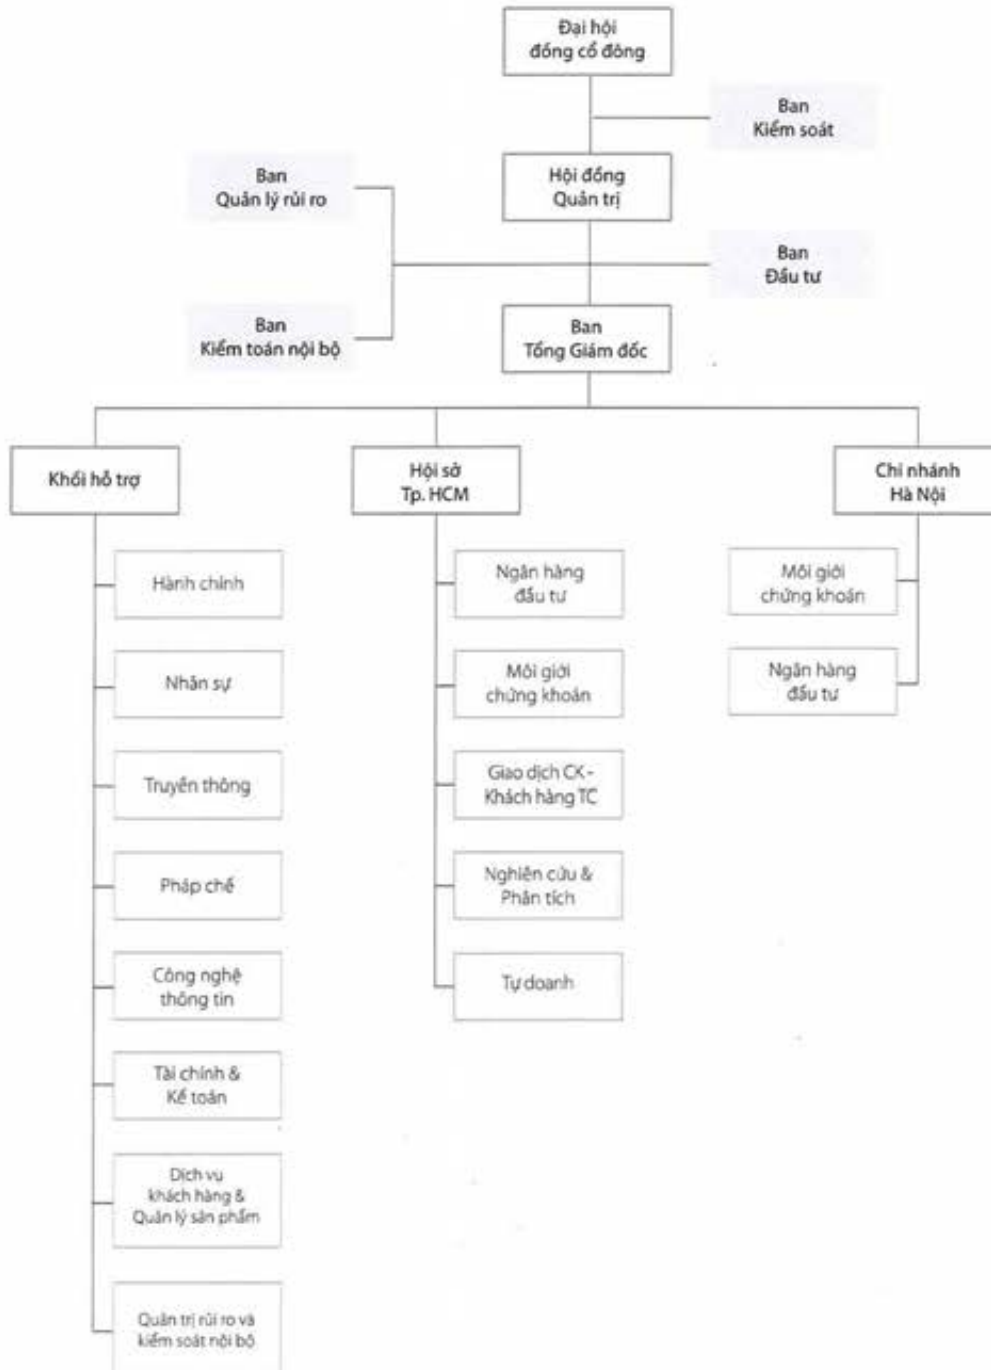 Đại hội
đồng cổ đông
Ban
Kiểm soát
Ban
Quản lý rủi ro
Hội đồng
Quản trị
Ban
Đầu tư
Ban
Kiểm toán nội bộ
Ban
Tổng Giám đốc
Khối hỗ trợ
Hội sở
Tp. HCM
Chi nhánh
Hà Nội
Hành chính
Nhân sự
Truyền thông
Pháp chế
Công nghệ
thông tin
Tài chính &
Kế toán
Dịch vụ
khách hàng &
Quản lý sản phẩm
Quản trị rủi ro và
kiểm soát nội bộ
Ngân hàng
đầu tư
Môi giới
chứng khoán
Giao dịch CK -
Khách hàng TC
Nghiên cứu &
Phân tích
Tự doanh
Môi giới
chứng khoán
Ngân hàng
đầu tư